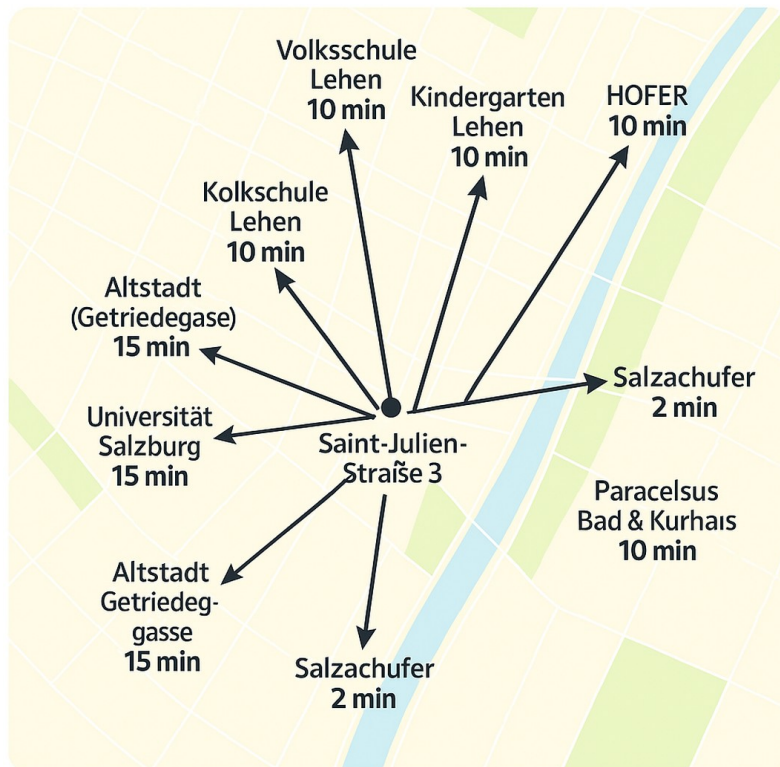 Volksschule
Lehen
10 min
Kindergarten
Lehen
10 min
HOFER
10 min
Kolkschule
Lehen
10 min
Altstadt
(Getriedegase)
15 min
Salzachufer
2 min
Universität
Salzburg
15 min
Saint-Julien-
Straße 3
Paracelsus
Bad & Kurhais
10 min
Altstadt
Getriedeg-
gasse
15 min
Salzachufer
2 min